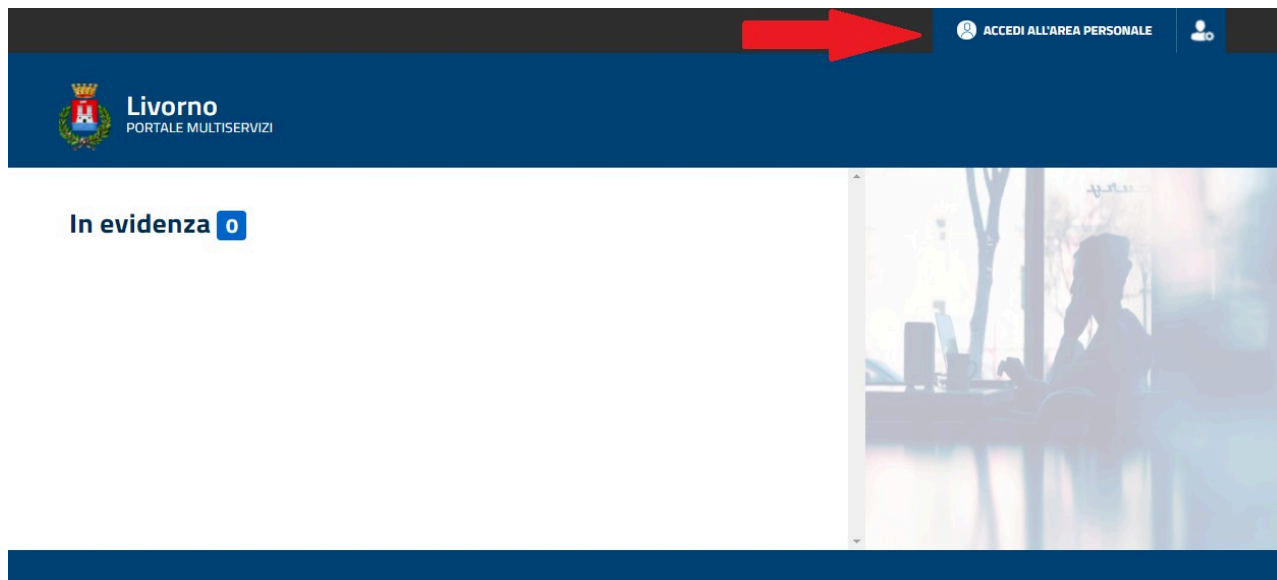 ACCEDI ALL'AREA PERSONALE
Livorno
PORTALE MULTISERVIZI
In evidenza 0